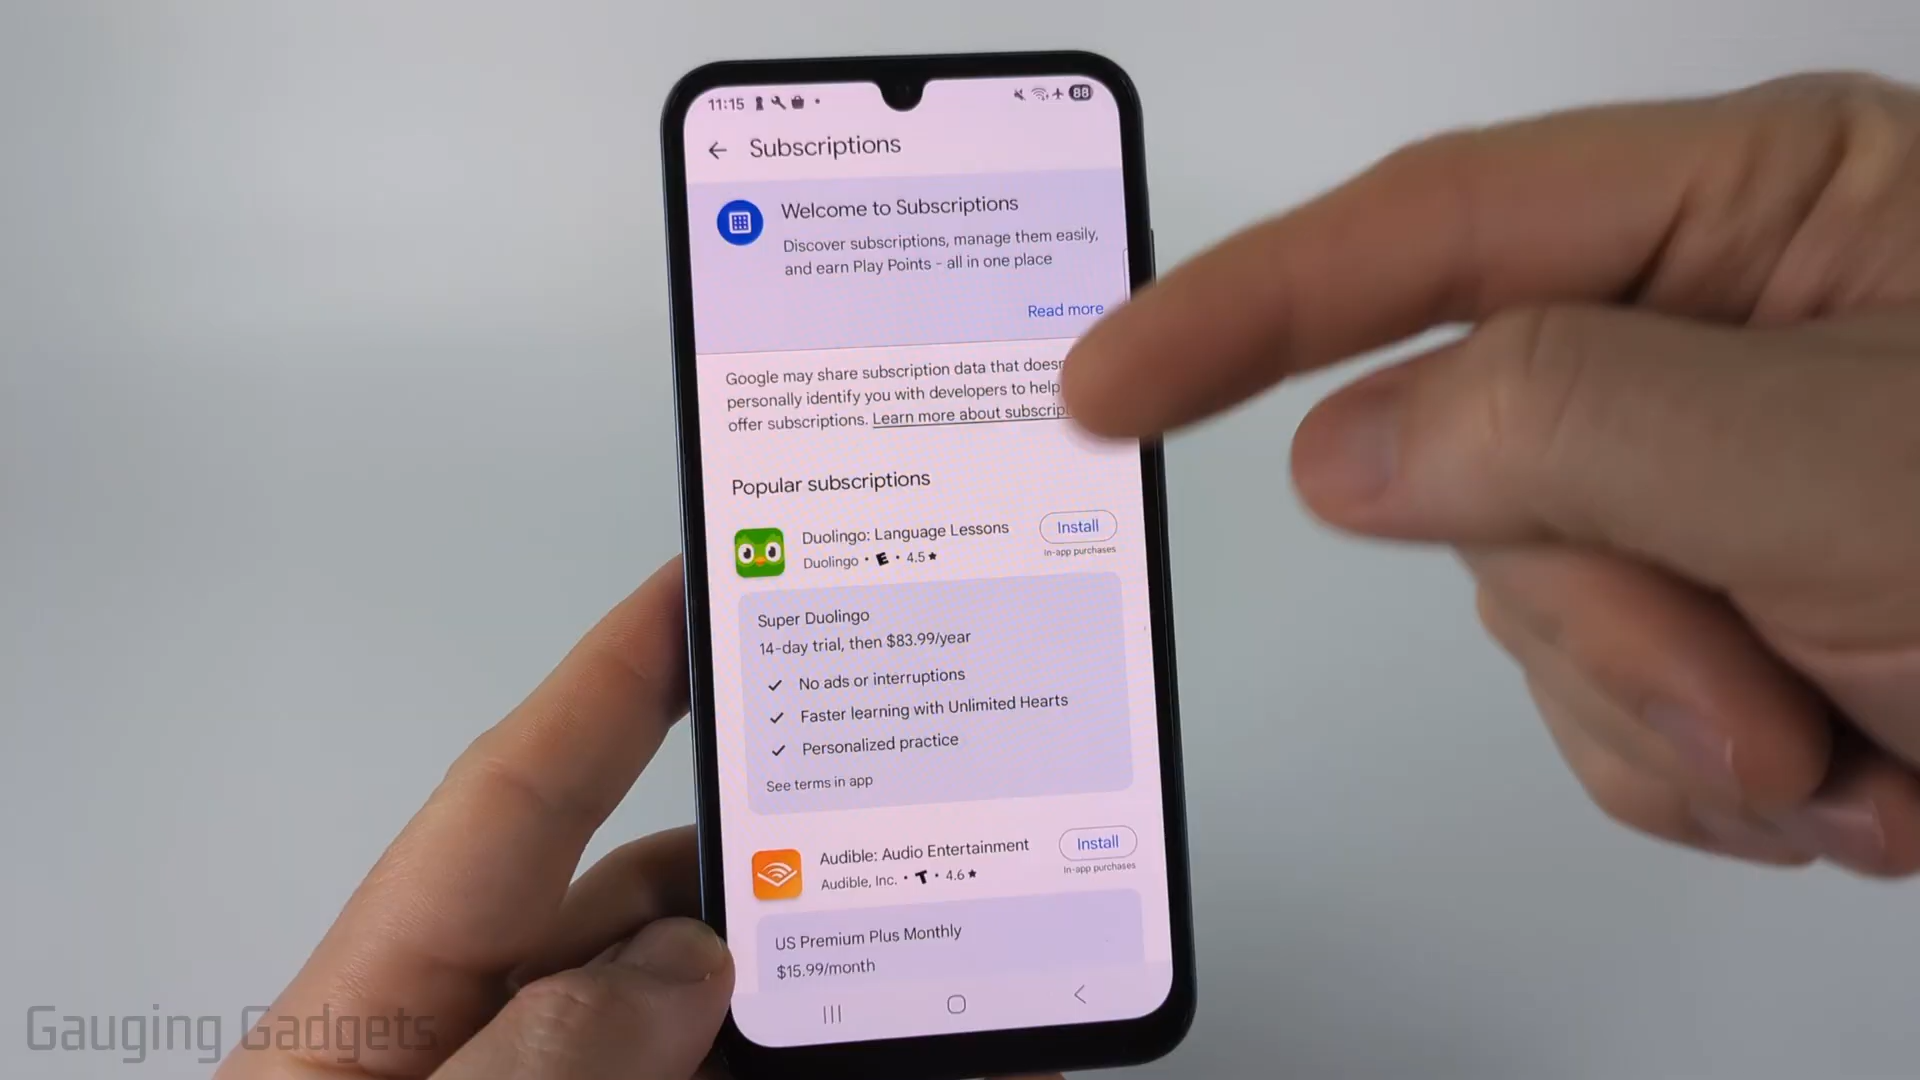 11:15
88
Subscriptions
Welcome to Subscriptions
Discover subscriptions, manage them easily,
and earn Play Points - all in one place
Read more
Google may share subscription data that
personally identify you with developers to help
offer subscriptions. Learn more about
Popular subscriptions
Duolingo: Language Lessons
Install
Duolingo • E • 4.5★
In-app purchases
Super Duolingo
14-day trial, then $83.99/year
No ads or interruptions
Faster learning with Unlimited Hearts
Personalized practice
See terms in app
Audible: Audio Entertainment
Install
Audible, Inc. • T • 4.6★
In-app purchases
US Premium Plus Monthly
$15.99/month
Gauging Gadgets